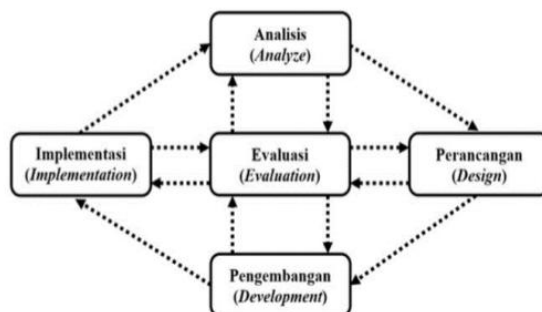 Analisis
(Analyze)
Implementasi
(Implementation)
Evaluasi
(Evaluation)
Perancangan
(Design)
Pengembangan
(Development)